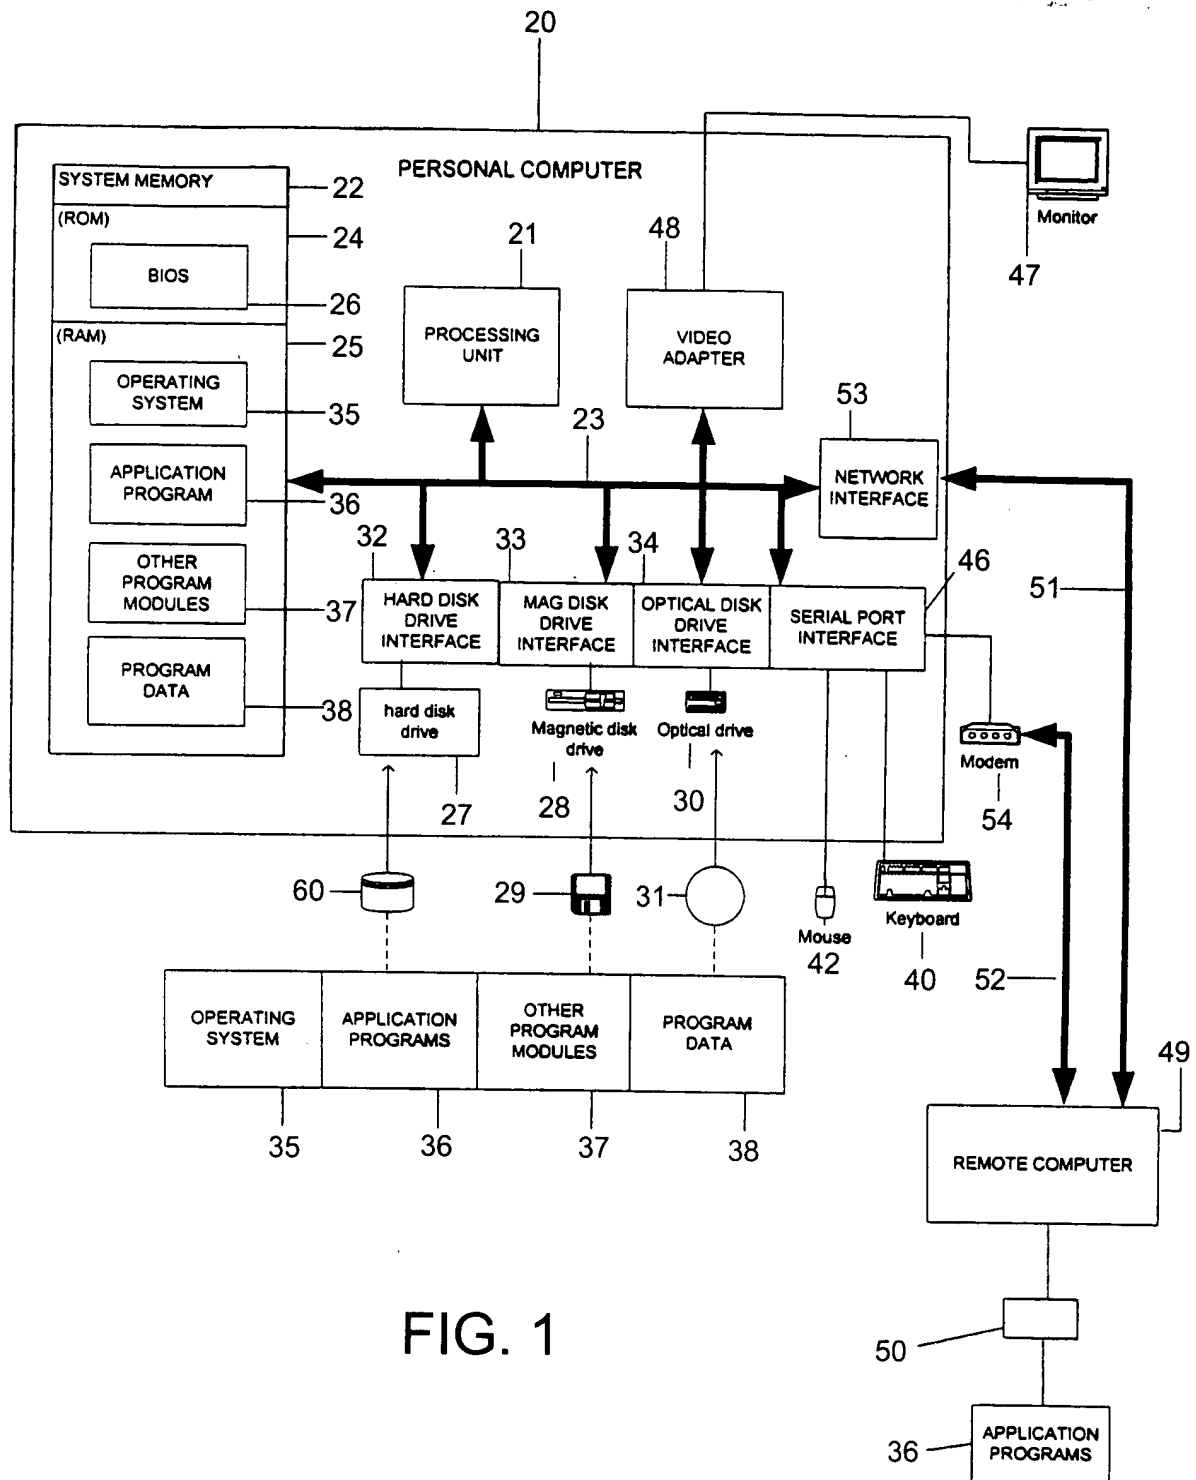 20
PERSONAL COMPUTER
SYSTEM MEMORY
22
(ROM)
24
BIOS
26
(RAM)
25
OPERATING
SYSTEM
35
APPLICATION
PROGRAM
36
OTHER
PROGRAM
MODULES
37
PROGRAM
DATA
38
21
PROCESSING
UNIT
48
VIDEO
ADAPTER
Monitor
47
23
53
NETWORK
INTERFACE
32
HARD DISK
DRIVE
INTERFACE
33
MAG DISK
DRIVE
INTERFACE
34
OPTICAL DISK
DRIVE
INTERFACE
46
SERIAL PORT
INTERFACE
51
hard disk
drive
27
Magnetic disk
drive
28
Optical drive
30
Modem
54
60
29
31
Mouse
42
Keyboard
40
52
OPERATING
SYSTEM
APPLICATION
PROGRAMS
OTHER
PROGRAM
MODULES
PROGRAM
DATA
35
36
37
38
49
REMOTE COMPUTER
50
36
APPLICATION
PROGRAMS
FIG. 1